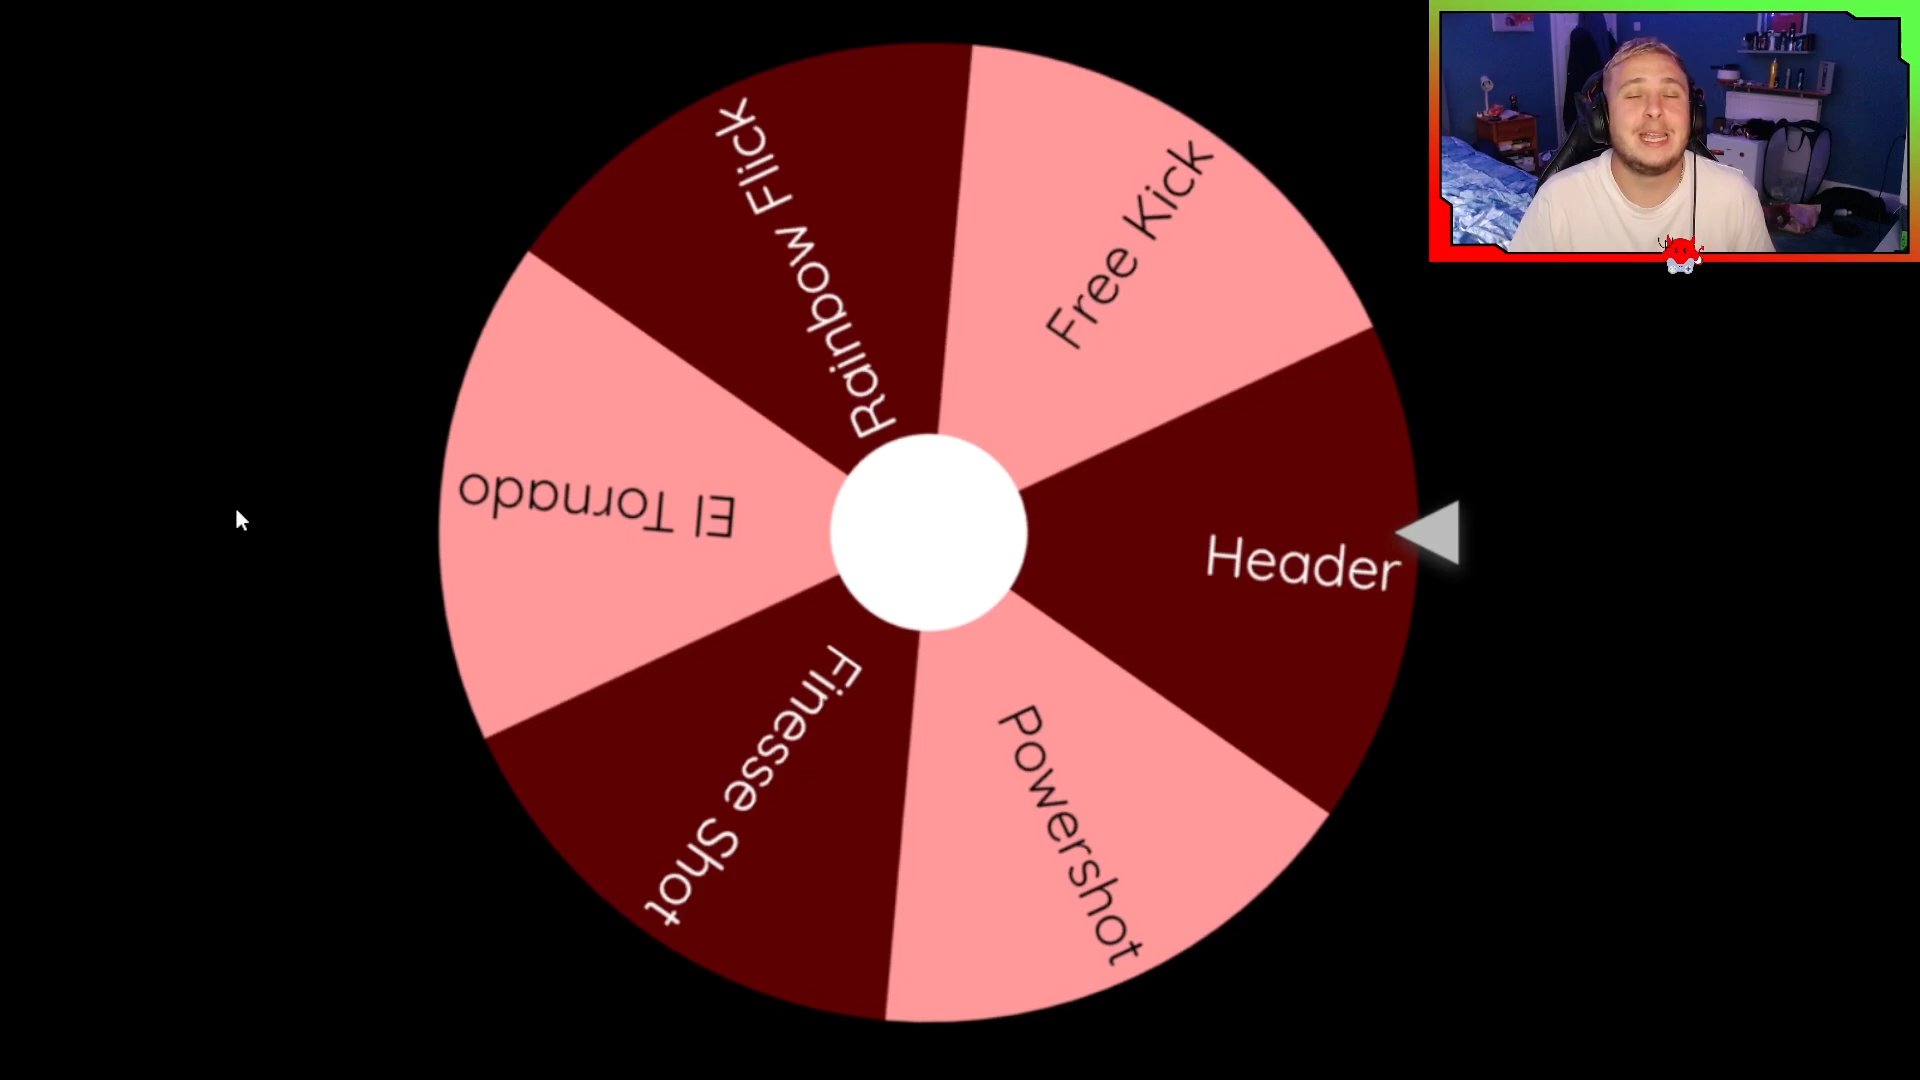 Rainbow Flick
Free Kick
El Tornado
Header
Finesse Shot
Powershot